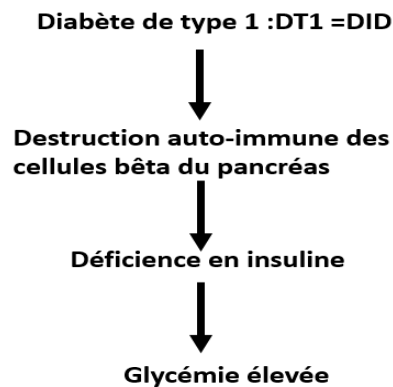 Diabète de type 1 :DT1 =DID
Destruction auto-immune des
cellules bêta du pancréas
Déficience en insuline
Glycémie élevée